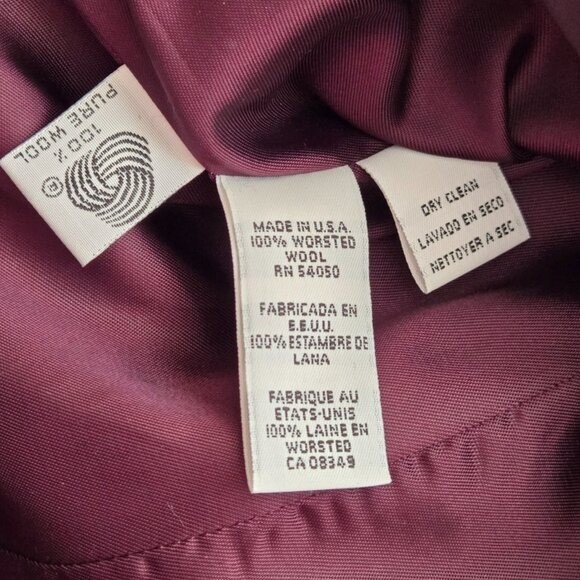 100%
PURE WOOL
®
MADE IN U.S.A.
100% WORSTED
WOOL
RN 54050
FABRICADA EN
E.E.U.U.
100% ESTAMBRE DE
LANA
FABRIQUE AU
ETATS-UNIS
100% LAINE EN
WORSTED
CA 08349
DRY CLEAN
LAVADO EN SECO
NETTOYER A SEC